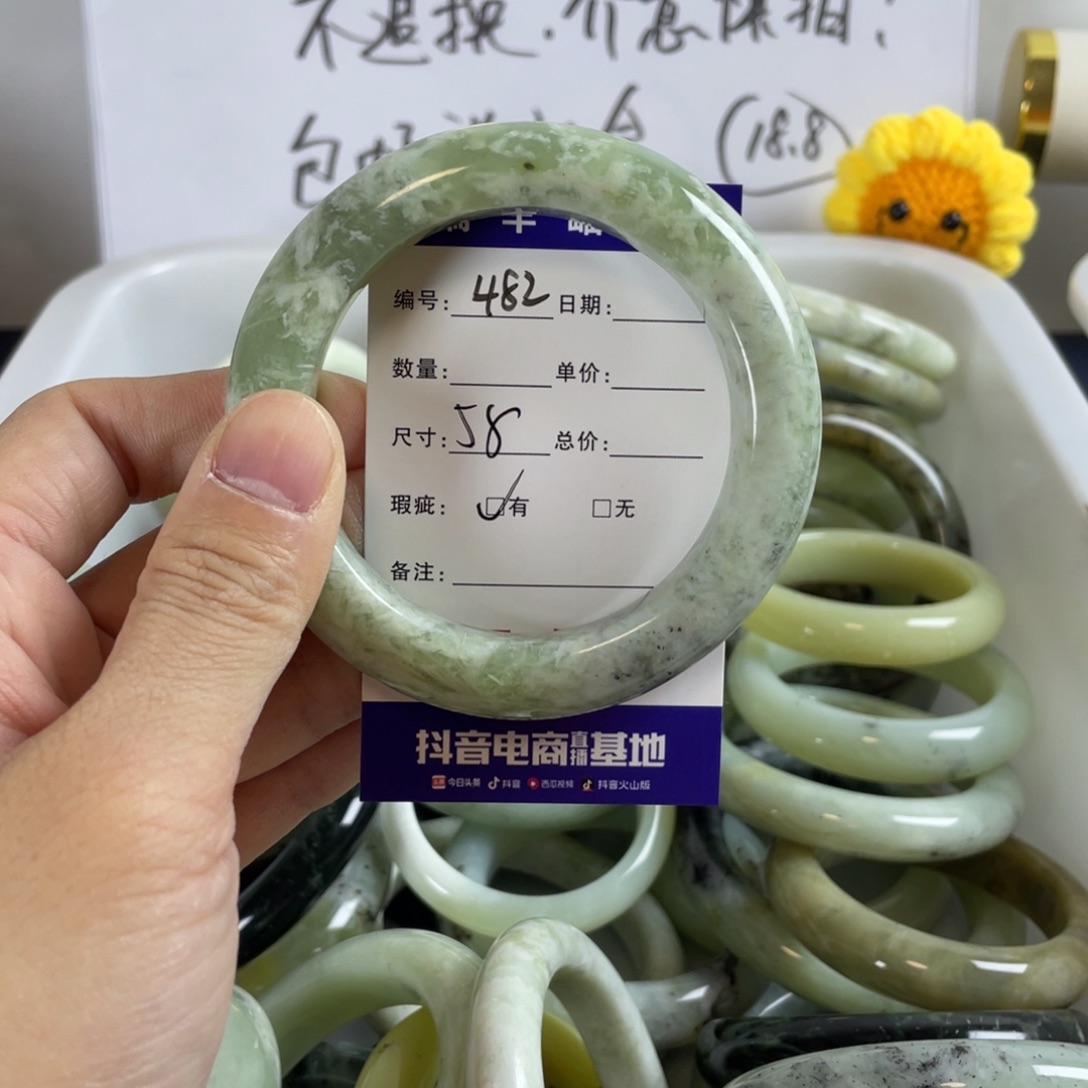 不退换,介意慎拍!
包邮 (18.8)
编号: 482 日期:
数量: 单价:
尺寸: 58 总价:
瑕疵: ☑有 □无
备注:
抖音电商直播基地
今日头条 抖音 西瓜视频 抖音火山版